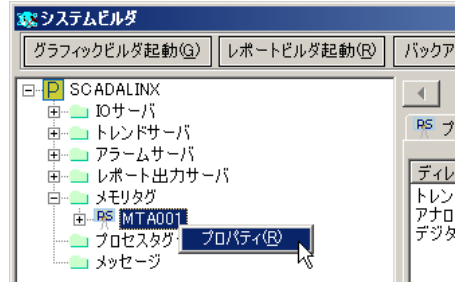 システムビルダ
グラフィックビルダ起動(G) レポートビルダ起動(R) バックア
SCADALINX
IOサーバ
トレンドサーバ
アラームサーバ
レポート出力サーバ
メモリタグ
RS MTA001
プロパティ(R)
プロセスタグ
メッセージ
RS プ
ディレ
トレン
アナロ
デジタ